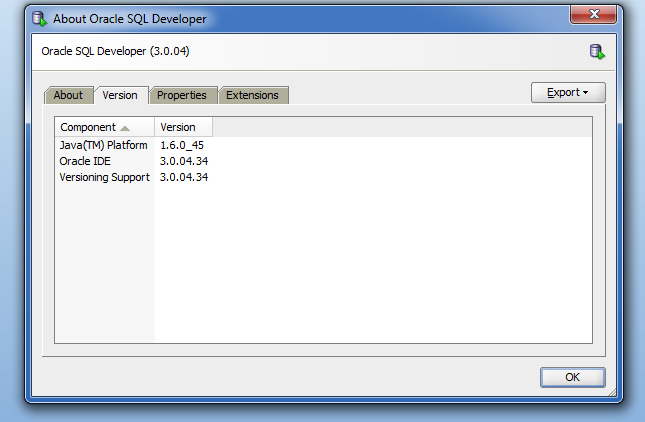 About Oracle SQL Developer
Oracle SQL Developer (3.0.04)
About Version Properties Extensions Export
Component Version
Java(TM) Platform 1.6.0_45
Oracle IDE 3.0.04.34
Versioning Support 3.0.04.34
OK